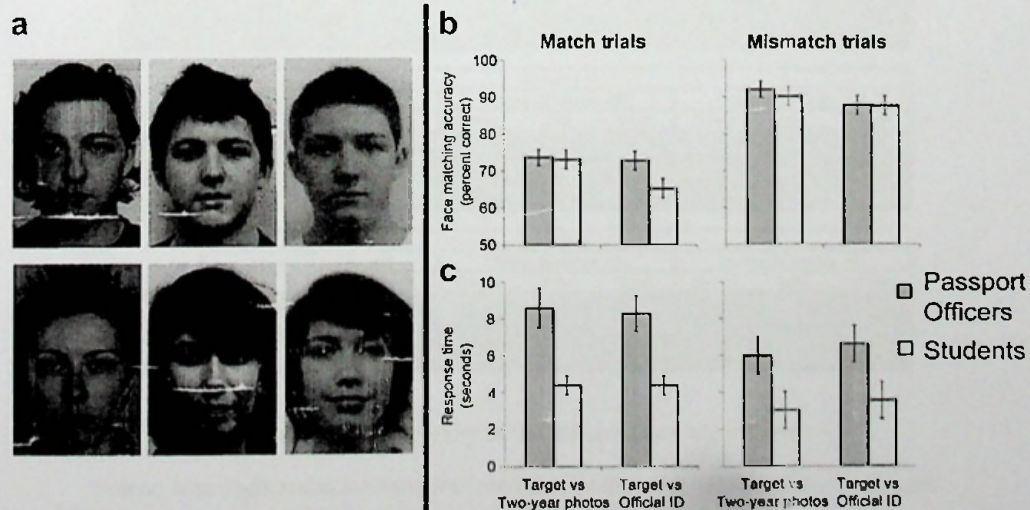 a
b
Match trials
Mismatch trials
Face matching accuracy
(percent correct)
100
90
80
70
60
50
c
Response time
(seconds)
10
8
6
4
2
0
Passport
Officers
Students
Target vs
Two-year photos
Target vs
Official ID
Target vs
Two-year photos
Target vs
Official ID